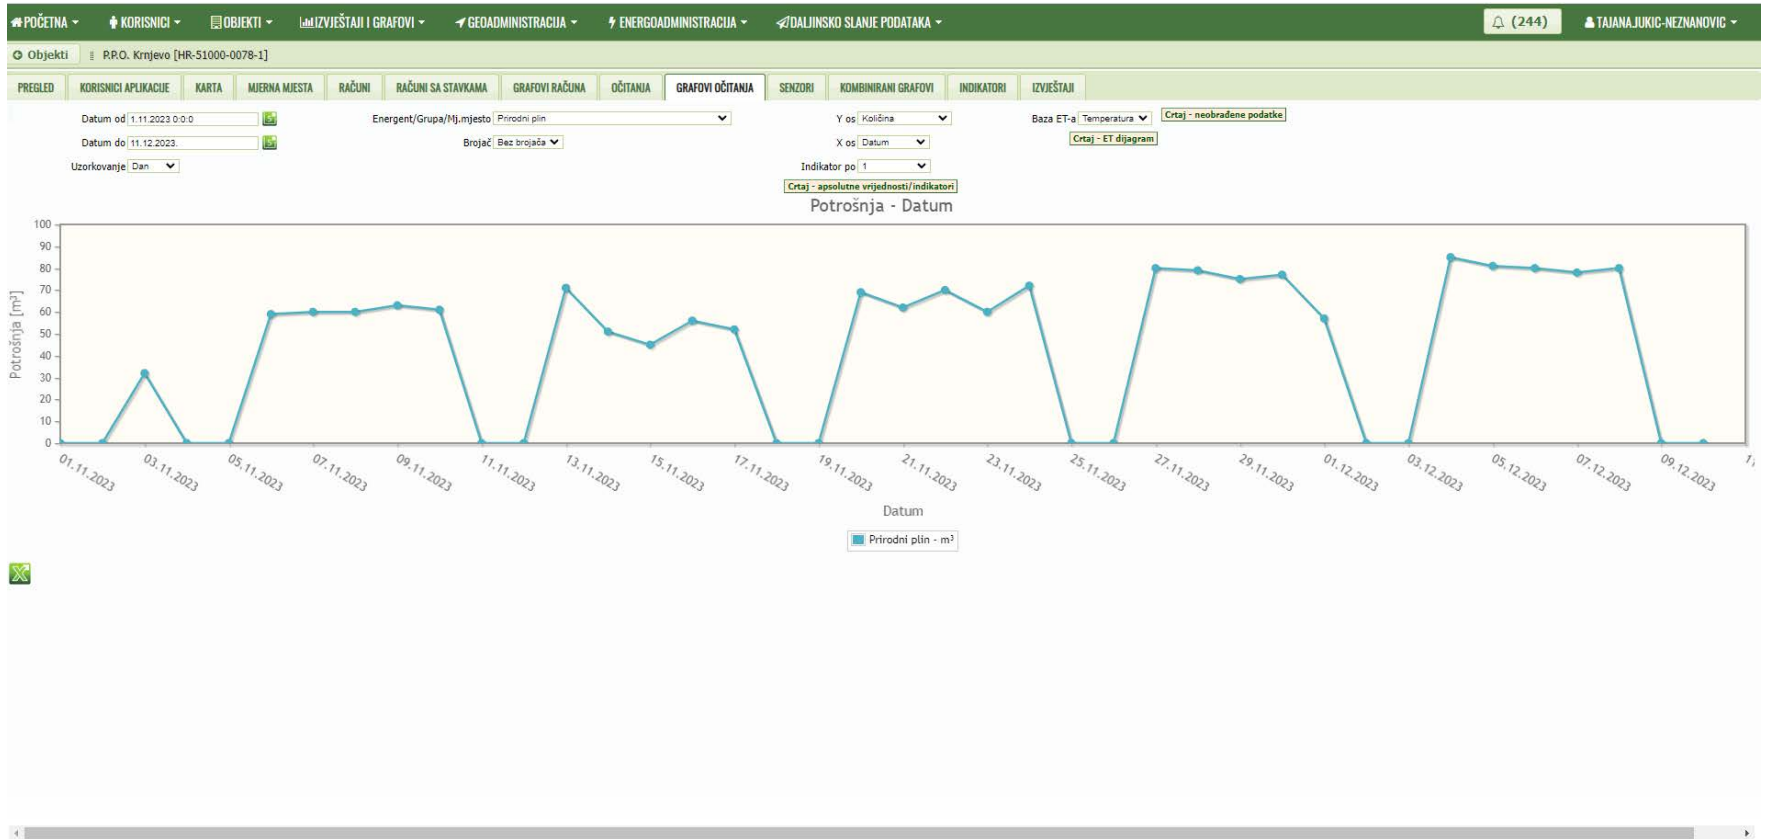 POČETNA KORISNICI OBJEKTI IZVJEŠTAJI I GRAFOVI GEOADMINISTRACIJA ENERGOADMINISTRACIJA DALJINSKO SLANJE PODATAKA (244) TAJANA.JUKIC-NEZNANOVIC
Objekti P.P.O. Krnjevo [HR-51000-0078-1]
PREGLED KORISNICI APLIKACIJE KARTA MJERNA MJESTA RAČUNI RAČUNI SA STAVKAMA GRAFOVI RAČUNA OČITANJA GRAFOVI OČITANJA SENZORI KOMBINIRANI GRAFOVI INDIKATORI IZVJEŠTAJI
Datum od 1.11.2023 0:0:0 Energent/Grupa/Mj.mjesto Prirodni plin Y os Količina Baza ET-a Temperatura Crtaj - neobrađene podatke
Datum do 11.12.2023. Brojač Bez brojača X os Datum Crtaj - ET dijagram
Uzorkovanje Dan Indikator po 1
Crtaj - apsolutne vrijednosti/indikatori
Potrošnja - Datum
Potrošnja [m³]
100
90
80
70
60
50
40
30
20
10
0
01.11.2023 03.11.2023 05.11.2023 07.11.2023 09.11.2023 11.11.2023 13.11.2023 15.11.2023 17.11.2023 19.11.2023 21.11.2023 23.11.2023 25.11.2023 27.11.2023 29.11.2023 01.12.2023 03.12.2023 05.12.2023 07.12.2023 09.12.2023
Datum
Prirodni plin - m³